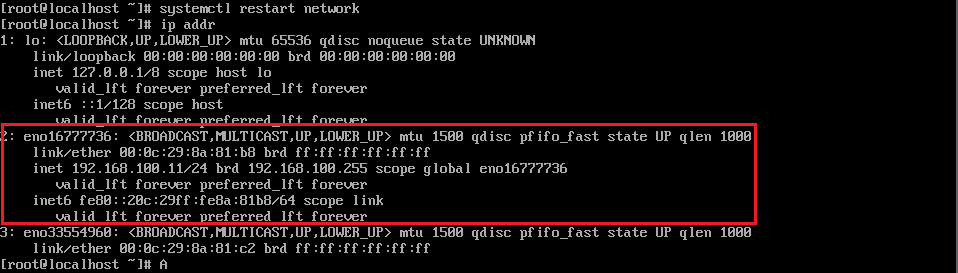 [root@localhost ~]# systemctl restart network
[root@localhost ~]# ip addr
1: lo: <LOOPBACK,UP,LOWER_UP> mtu 65536 qdisc noqueue state UNKNOWN
link/loopback 00:00:00:00:00:00 brd 00:00:00:00:00:00
inet 127.0.0.1/8 scope host lo
valid_lft forever preferred_lft forever
inet6 ::1/128 scope host
valid_lft forever preferred_lft forever
2: eno16777736: <BROADCAST,MULTICAST,UP,LOWER_UP> mtu 1500 qdisc pfifo_fast state UP qlen 1000
link/ether 00:0c:29:8a:81:b8 brd ff:ff:ff:ff:ff:ff
inet 192.168.100.11/24 brd 192.168.100.255 scope global eno16777736
valid_lft forever preferred_lft forever
inet6 fe80::20c:29ff:fe8a:81b8/64 scope link
valid_lft forever preferred_lft forever
3: eno33554960: <BROADCAST,MULTICAST,UP,LOWER_UP> mtu 1500 qdisc pfifo_fast state UP qlen 1000
link/ether 00:0c:29:8a:81:c2 brd ff:ff:ff:ff:ff:ff
[root@localhost ~]# A